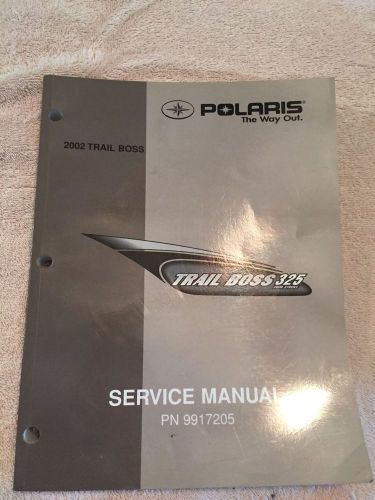 POLARIS®
The Way Out.
2002 TRAIL BOSS
TRAIL BOSS 325
SERVICE MANUAL
PN 9917205